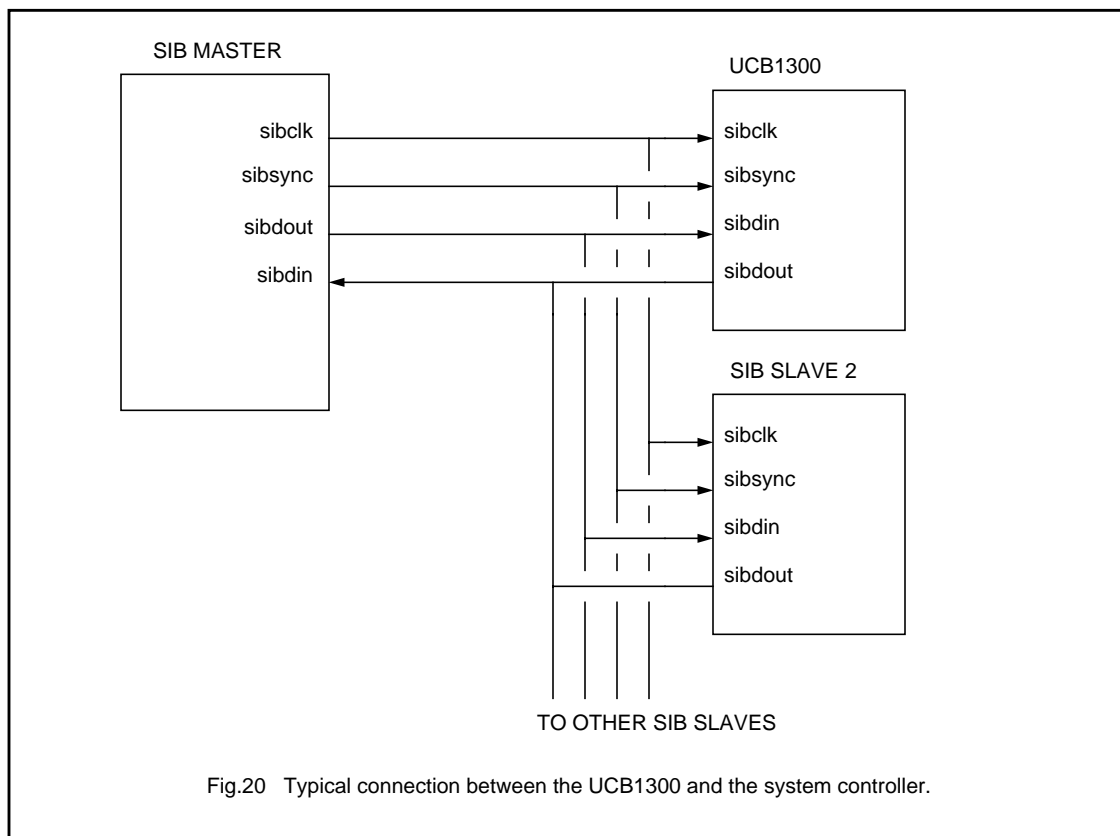 SIB MASTER
sibclk
sibsync
sibdout
sibdin
UCB1300
sibclk
sibsync
sibdin
sibdout
SIB SLAVE 2
sibclk
sibsync
sibdin
sibdout
TO OTHER SIB SLAVES
Fig.20 Typical connection between the UCB1300 and the system controller.